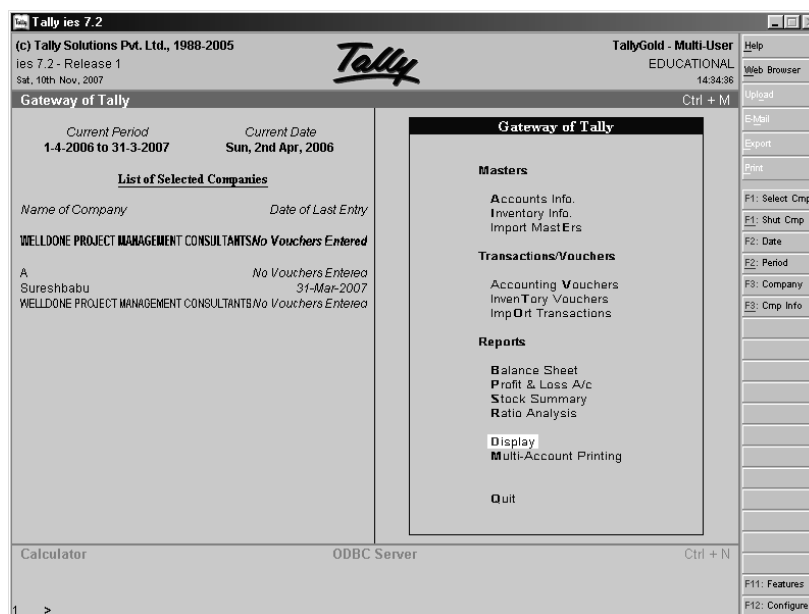 Tally ies 7.2
(c) Tally Solutions Pvt. Ltd., 1988-2005
ies 7.2 - Release 1
Sat, 10th Nov, 2007
Tally
TallyGold - Multi-User
EDUCATIONAL
14:34:36
Gateway of Tally Ctrl + M
Current Period Current Date
1-4-2006 to 31-3-2007 Sun, 2nd Apr, 2006
List of Selected Companies
Name of Company Date of Last Entry
WELLDONE PROJECT MANAGEMENT CONSULTANTS No Vouchers Entered
A No Vouchers Entered
Sureshbabu 31-Mar-2007
WELLDONE PROJECT MANAGEMENT CONSULTANTS No Vouchers Entered
Gateway of Tally
Masters
Accounts Info.
Inventory Info.
Import MastErs
Transactions/Vouchers
Accounting Vouchers
InvenTory Vouchers
ImpOrt Transactions
Reports
Balance Sheet
Profit & Loss A/c
Stock Summary
Ratio Analysis
Display
Multi-Account Printing
Quit
Help
Web Browser
Upload
E-Mail
Export
Print
F1: Select Cmp
F1: Shut Cmp
F2: Date
F2: Period
F3: Company
F3: Cmp Info
F11: Features
F12: Configure
Calculator ODBC Server Ctrl + N
1 >